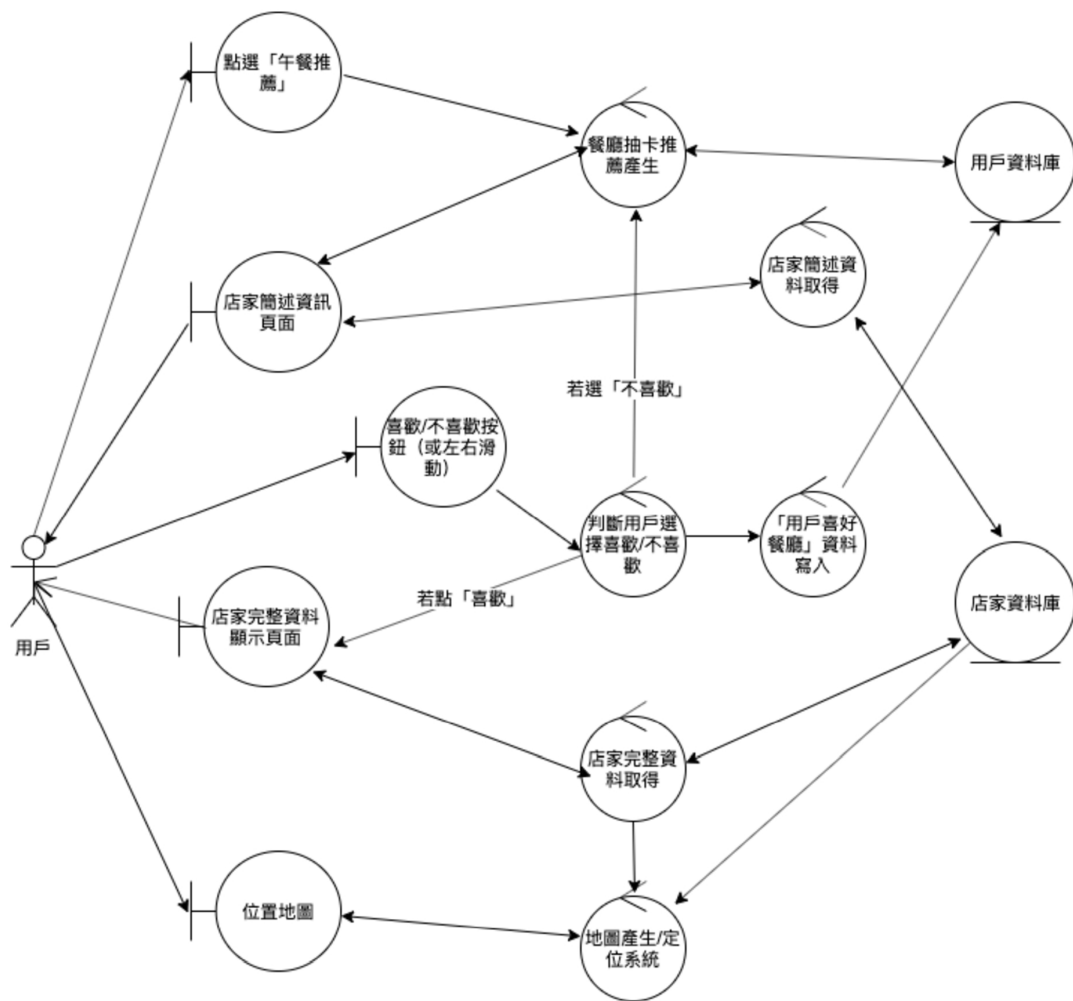 點選「午餐推
薦」
餐廳抽卡推
薦產生
用戶資料庫
店家簡述資訊
頁面
店家簡述資
料取得
若選「不喜歡」
喜歡/不喜歡按
鈕（或左右滑
動）
判斷用戶選
擇喜歡/不喜
歡
「用戶喜好
餐廳」資料
寫入
店家資料庫
若點「喜歡」
店家完整資料
顯示頁面
用戶
店家完整資
料取得
位置地圖
地圖產生/定
位系統